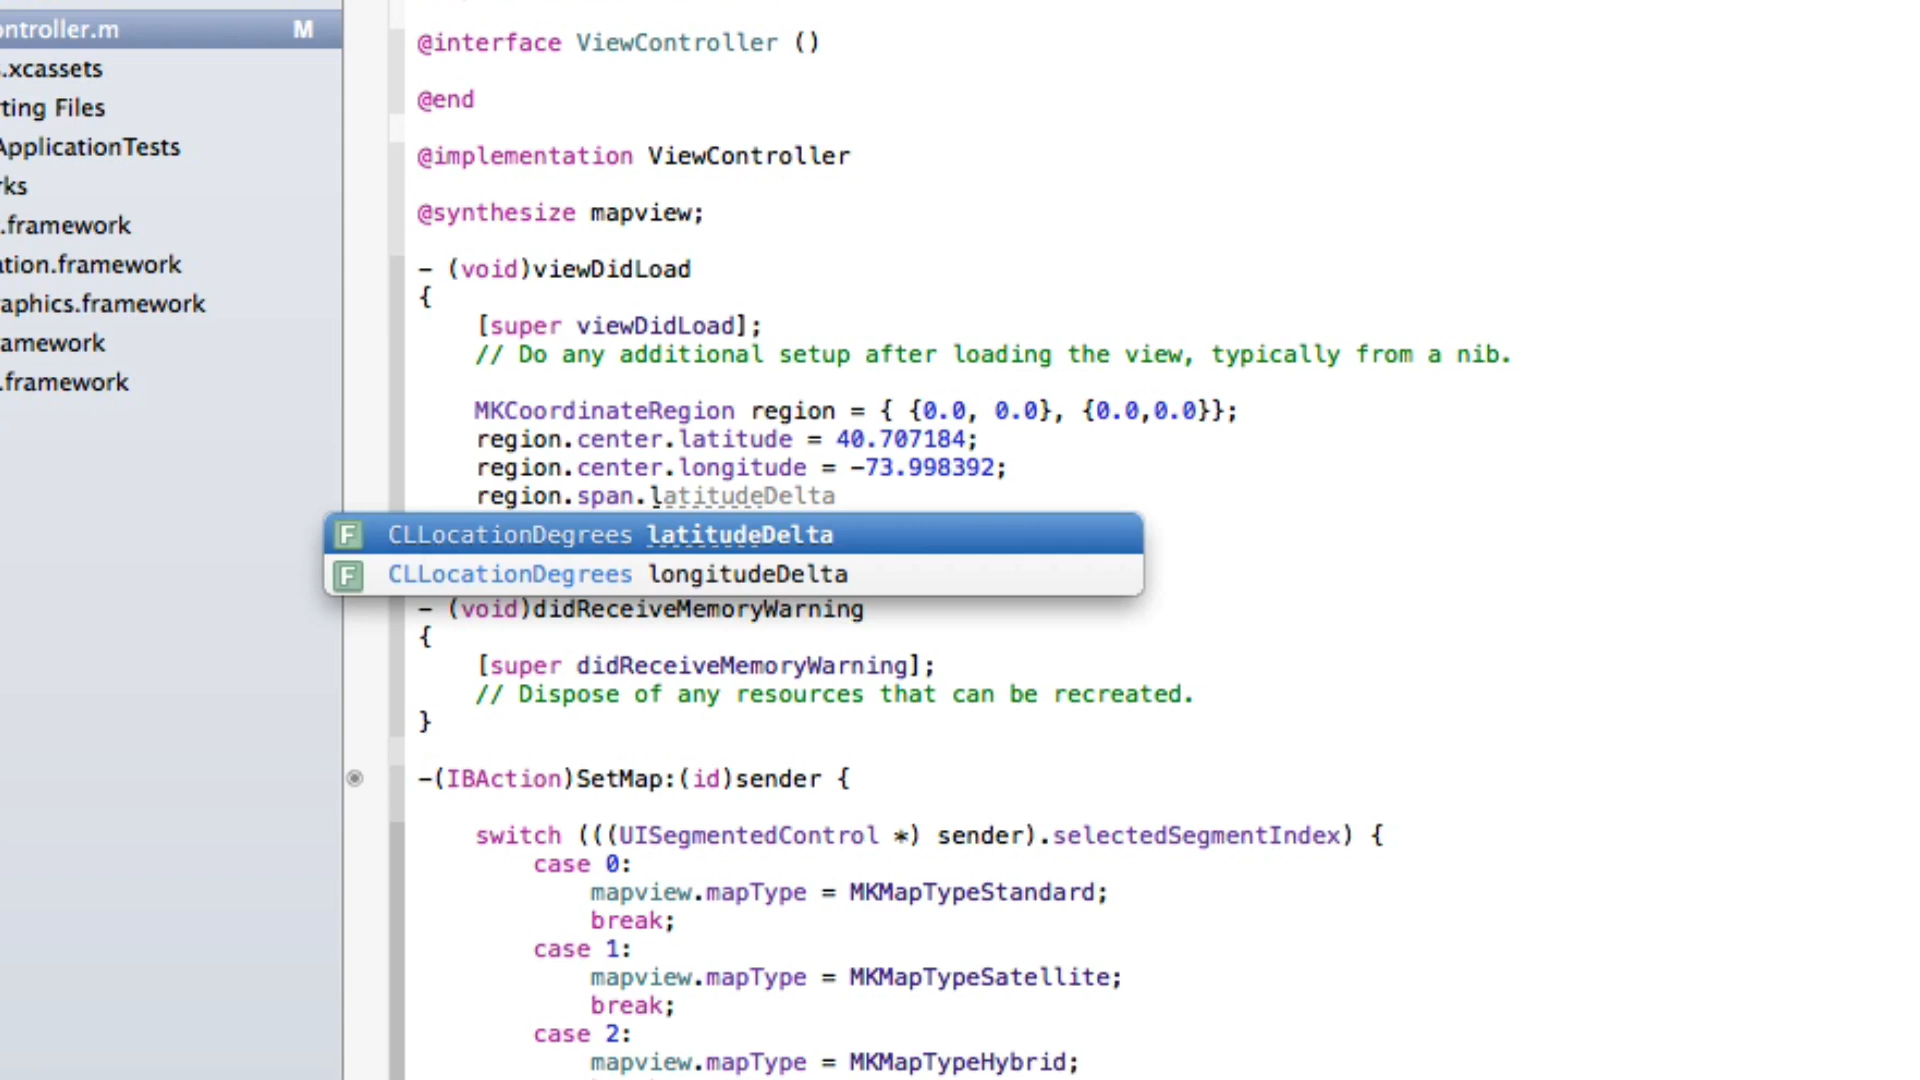 ontroller.m M
.xcassets
ting Files
ApplicationTests
rks
.framework
ation.framework
aphics.framework
amework
.framework
@interface ViewController ()
@end
@implementation ViewController
@synthesize mapview;
- (void)viewDidLoad
{
[super viewDidLoad];
// Do any additional setup after loading the view, typically from a nib.
MKCoordinateRegion region = { {0.0, 0.0}, {0.0,0.0}};
region.center.latitude = 40.707184;
region.center.longitude = -73.998392;
region.span.latitudeDelta
F CLLocationDegrees latitudeDelta
F CLLocationDegrees longitudeDelta
- (void)didReceiveMemoryWarning
{
[super didReceiveMemoryWarning];
// Dispose of any resources that can be recreated.
}
-(IBAction)SetMap:(id)sender {
switch (((UISegmentedControl *) sender).selectedSegmentIndex) {
case 0:
mapview.mapType = MKMapTypeStandard;
break;
case 1:
mapview.mapType = MKMapTypeSatellite;
break;
case 2:
mapview.mapType = MKMapTypeHybrid;